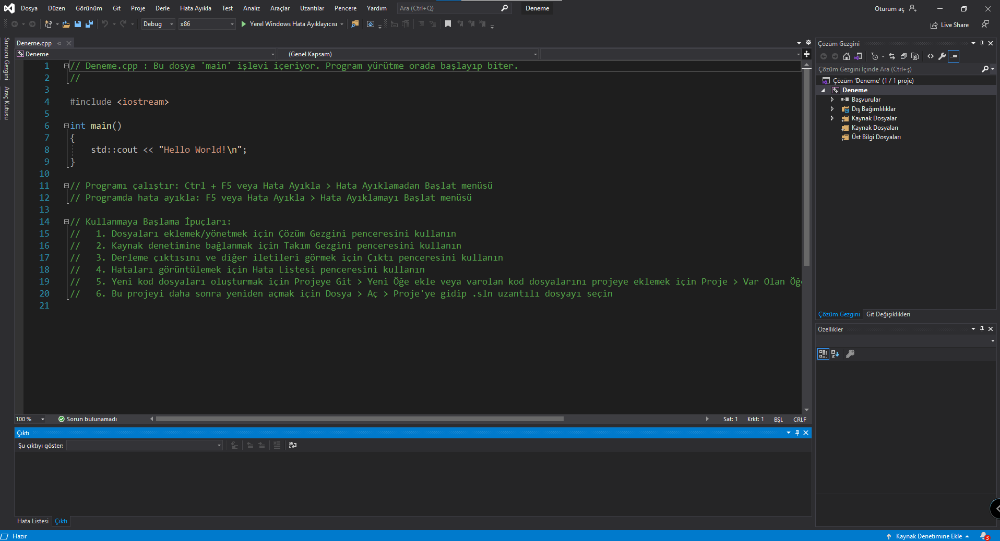 Dosya Düzen Görünüm Git Proje Derle Hata Ayıkla Test Analiz Araçlar Uzantılar Pencere Yardım Ara (Ctrl+Q) Deneme Oturum aç
Debug x86 Yerel Windows Hata Ayıklayıcısı Live Share
Sunucu Gezgini
Araç Kutusu
Deneme.cpp
Deneme (Genel Kapsam)
1 // Deneme.cpp : Bu dosya 'main' işlevi içeriyor. Program yürütme orada başlayıp biter.
2 //
3
4 #include <iostream>
5
6 int main()
7 {
8 std::cout << "Hello World!\n";
9 }
10
11 // Programı çalıştır: Ctrl + F5 veya Hata Ayıkla > Hata Ayıklamadan Başlat menüsü
12 // Programda hata ayıkla: F5 veya Hata Ayıkla > Hata Ayıklamayı Başlat menüsü
13
14 // Kullanmaya Başlama İpuçları:
15 // 1. Dosyaları eklemek/yönetmek için Çözüm Gezgini penceresini kullanın
16 // 2. Kaynak denetimine bağlanmak için Takım Gezgini penceresini kullanın
17 // 3. Derleme çıktısını ve diğer iletileri görmek için Çıktı penceresini kullanın
18 // 4. Hataları görüntülemek için Hata Listesi penceresini kullanın
19 // 5. Yeni kod dosyaları oluşturmak için Projeye Git > Yeni Öğe ekle veya varolan kod dosyalarını projeye eklemek için Proje > Var Olan Öğ
20 // 6. Bu projeyi daha sonra yeniden açmak için Dosya > Aç > Proje'ye gidip .sln uzantılı dosyayı seçin
21
100 % Sorun bulunamadı Satı: 1 Krkt: 1 BŞL CRLF
Çıktı
Şu çıktıyı göster:
Hata Listesi Çıktı
Çözüm Gezgini
Çözüm Gezgini İçinde Ara (Ctrl+ş)
Çözüm 'Deneme' (1 / 1 proje)
Deneme
Başvurular
Dış Bağımlılıklar
Kaynak Dosyalar
Kaynak Dosyaları
Üst Bilgi Dosyaları
Çözüm Gezgini Git Değişiklikleri
Özellikler
Hazır Kaynak Denetimine Ekle 3